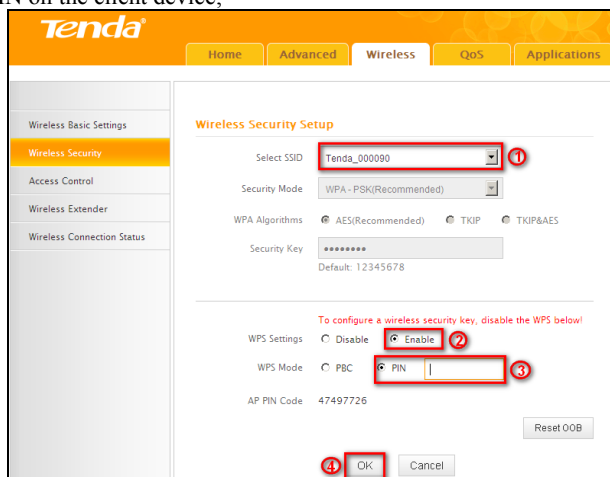 IN on the client device;
Tenda
Home Advanced Wireless QoS Applications
Wireless Basic Settings
Wireless Security
Access Control
Wireless Extender
Wireless Connection Status
Wireless Security Setup
Select SSID Tenda_000090 1
Security Mode WPA - PSK(Recommended)
WPA Algorithms AES(Recommended) TKIP TKIP&AES
Security Key ********
Default: 12345678
To configure a wireless security key, disable the WPS below!
WPS Settings Disable Enable 2
WPS Mode PBC PIN 3
AP PIN Code 47497726
Reset OOB
4 OK Cancel